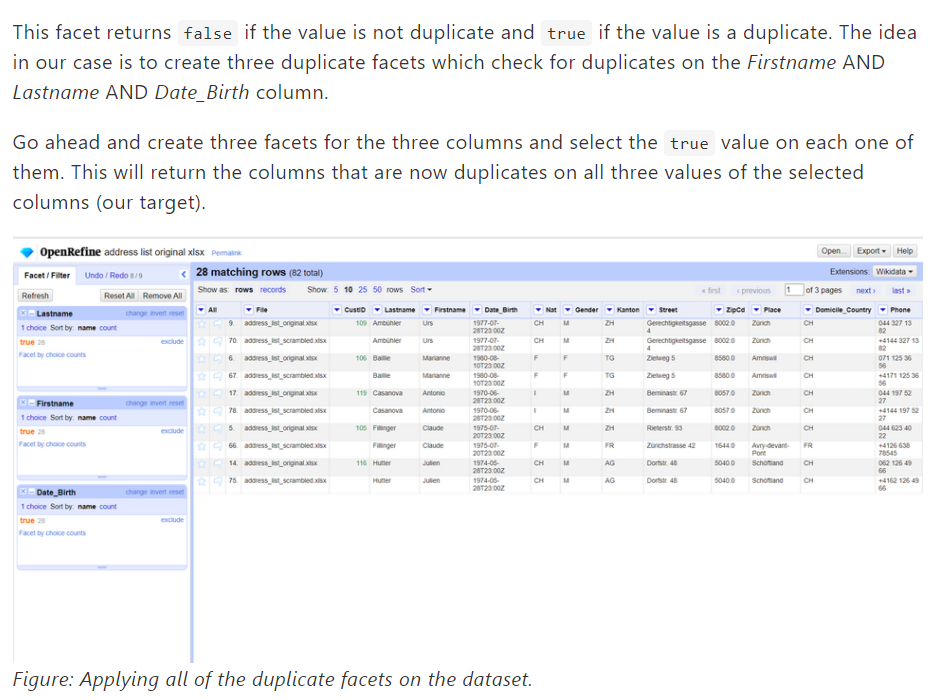 This facet returns false if the value is not duplicate and true if the value is a duplicate. The idea
in our case is to create three duplicate facets which check for duplicates on the Firstname AND
Lastname AND Date_Birth column.
Go ahead and create three facets for the three columns and select the true value on each one of
them. This will return the columns that are now duplicates on all three values of the selected
columns (our target).
OpenRefine address list original xlsx Permalink
Open... Export Help
Facet / Filter Undo / Redo 8 / 9
28 matching rows (82 total)
Extensions: Wikidata
Refresh Reset All Remove All
Show as: rows records Show: 5 10 25 50 rows Sort
« first ‹ previous 1 of 3 pages next › last »
Lastname change invert reset
1 choice Sort by: name count
true 28 exclude
Facet by choice counts
Firstname change invert reset
1 choice Sort by: name count
true 28 exclude
Facet by choice counts
Date_Birth change invert reset
1 choice Sort by: name count
true 28 exclude
Facet by choice counts
All File CustID Lastname Firstname Date_Birth Nat Gender Kanton Street ZipCd Place Domicile_Country Phone
9. address_list_original.xlsx 109 Ambühler Urs 1977-07-28T23:00Z CH M ZH Gerechtigkeitsgasse 4 8002.0 Zürich CH 044 327 13 82
70. address_list_scrambled.xlsx Ambühler Urs 1977-07-28T23:00Z CH M ZH Gerechtigkeitsgasse 4 8002.0 Zürich CH +4144 327 13 82
6. address_list_original.xlsx 106 Baillie Marianne 1980-08-10T23:00Z F F TG Zielweg 5 8580.0 Amriswil CH 071 125 36 56
67. address_list_scrambled.xlsx Baillie Marianne 1980-08-10T23:00Z F F TG Zielweg 5 8580.0 Amriswil CH +4171 125 36 56
17. address_list_original.xlsx 119 Casanova Antonio 1970-06-28T23:00Z I M ZH Berninastr. 67 8057.0 Zürich CH 044 197 52 27
78. address_list_scrambled.xlsx Casanova Antonio 1970-06-28T23:00Z I M ZH Berninastr. 67 8057.0 Zürich CH +4144 197 52 27
5. address_list_original.xlsx 105 Fillinger Claude 1975-07-20T23:00Z CH M ZH Rieterstr. 93 8002.0 Zürich CH 044 623 40 22
66. address_list_scrambled.xlsx Fillinger Claude 1975-07-20T23:00Z F M FR Zürichstrasse 42 1644.0 Avry-devant-Pont FR +4126 638 78545
14. address_list_original.xlsx 116 Hutter Julien 1974-05-28T23:00Z CH M AG Dorfstr. 48 5040.0 Schöftland CH 062 126 49 66
75. address_list_scrambled.xlsx Hutter Julien 1974-05-28T23:00Z CH M AG Dorfstr. 48 5040.0 Schöftland CH +4162 126 49 66
Figure: Applying all of the duplicate facets on the dataset.